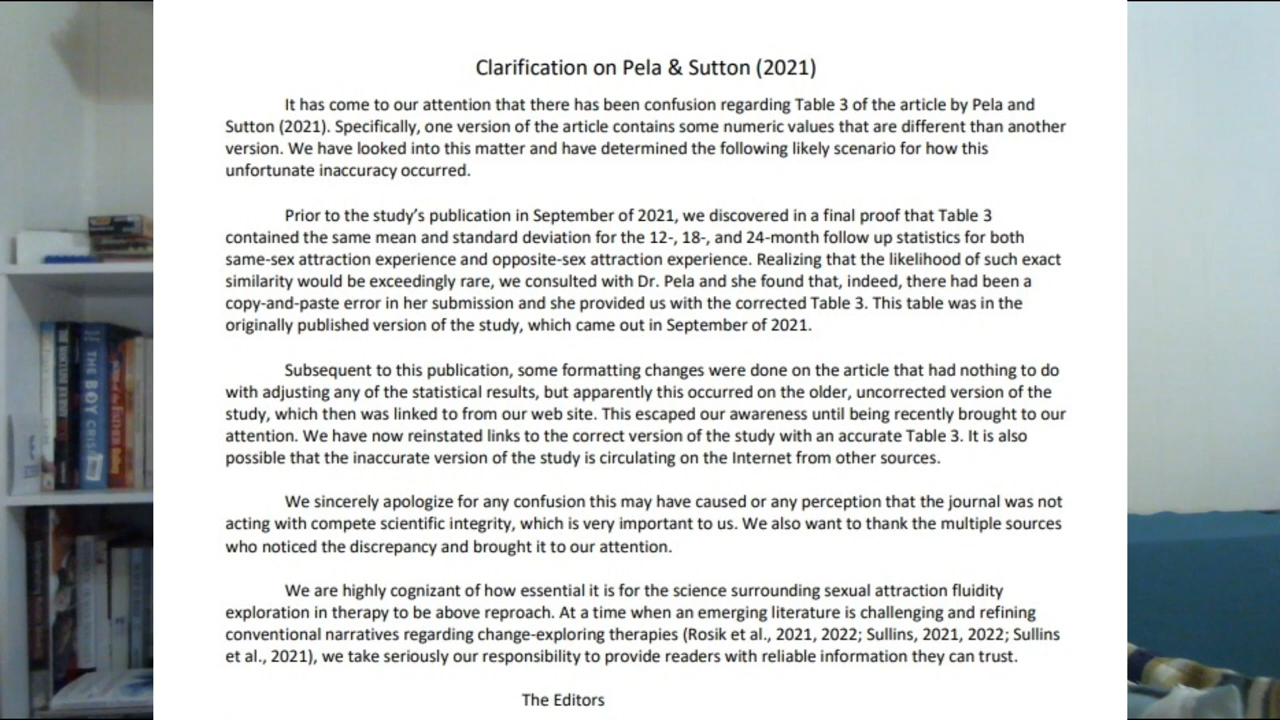 Clarification on Pela & Sutton (2021)
It has come to our attention that there has been confusion regarding Table 3 of the article by Pela and
Sutton (2021). Specifically, one version of the article contains some numeric values that are different than another
version. We have looked into this matter and have determined the following likely scenario for how this
unfortunate inaccuracy occurred.
Prior to the study's publication in September of 2021, we discovered in a final proof that Table 3
contained the same mean and standard deviation for the 12-, 18-, and 24-month follow up statistics for both
same-sex attraction experience and opposite-sex attraction experience. Realizing that the likelihood of such exact
similarity would be exceedingly rare, we consulted with Dr. Pela and she found that, indeed, there had been a
copy-and-paste error in her submission and she provided us with the corrected Table 3. This table was in the
originally published version of the study, which came out in September of 2021.
Subsequent to this publication, some formatting changes were done on the article that had nothing to do
with adjusting any of the statistical results, but apparently this occurred on the older, uncorrected version of the
study, which then was linked to from our web site. This escaped our awareness until being recently brought to our
attention. We have now reinstated links to the correct version of the study with an accurate Table 3. It is also
possible that the inaccurate version of the study is circulating on the Internet from other sources.
We sincerely apologize for any confusion this may have caused or any perception that the journal was not
acting with compete scientific integrity, which is very important to us. We also want to thank the multiple sources
who noticed the discrepancy and brought it to our attention.
We are highly cognizant of how essential it is for the science surrounding sexual attraction fluidity
exploration in therapy to be above reproach. At a time when an emerging literature is challenging and refining
conventional narratives regarding change-exploring therapies (Rosik et al., 2021, 2022; Sullins, 2021, 2022; Sullins
et al., 2021), we take seriously our responsibility to provide readers with reliable information they can trust.
The Editors
THE BOY CRISIS